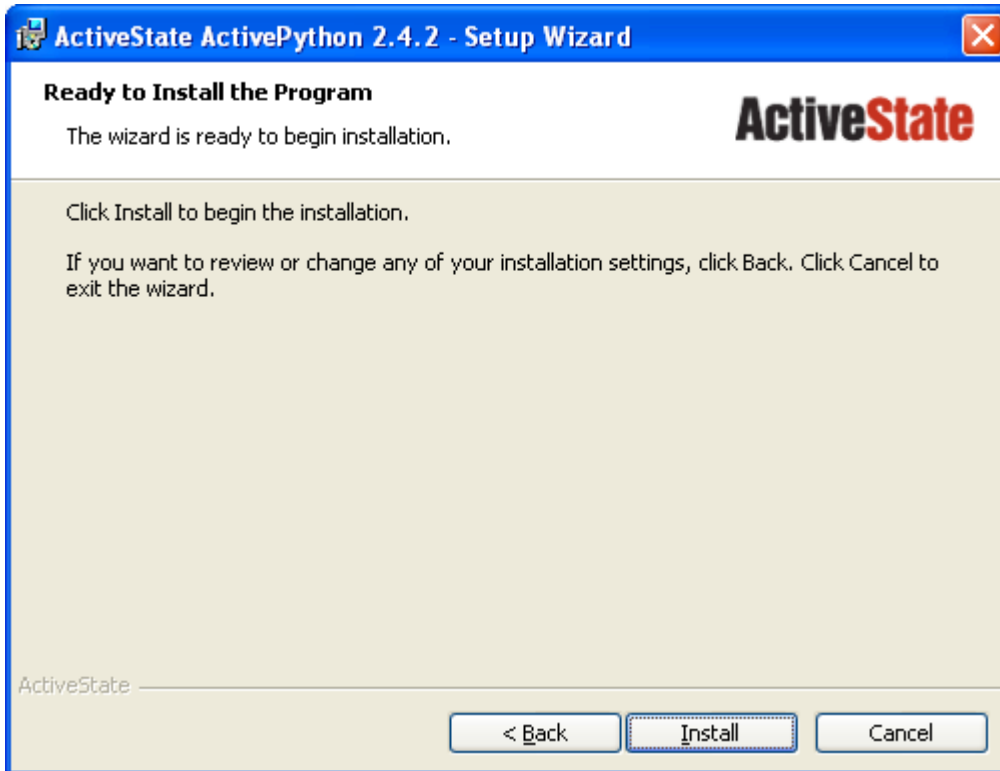 ActiveState ActivePython 2.4.2 - Setup Wizard
Ready to Install the Program
The wizard is ready to begin installation.
ActiveState
Click Install to begin the installation.
If you want to review or change any of your installation settings, click Back. Click Cancel to
exit the wizard.
ActiveState
< Back
Install
Cancel